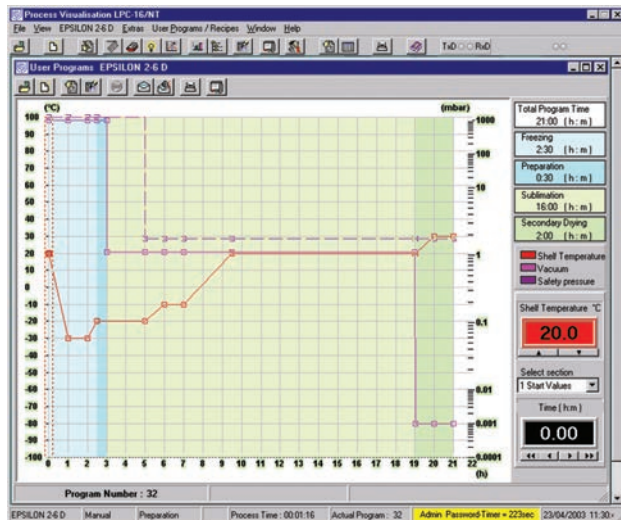 Process Visualisation LPC-16/NT
File View EPSILON 2-6 D Extras User Programs / Recipes Window Help
TxD RxD
User Programs EPSILON 2-6 D
(°C) (mbar)
100 1000
90
80
70
60
50
40
30
20
10
0
-10
-20
-30
-40
-50
-60
-70
-80
-90
-100
100
10
1
0.1
0.01
0.001
0.0001
0 1 2 3 4 5 6 7 8 9 10 11 12 13 14 15 16 17 18 19 20 21 22
(h)
Total Program Time
21:00 (h:m)
Freezing
2:30 (h:m)
Preparation
0:30 (h:m)
Sublimation
16:00 (h:m)
Secondary Drying
2:00 (h:m)
Shelf Temperature
Vacuum
Safety pressure
Shelf Temperature °C
20.0
Select section
1 Start Values
Time (h:m)
0.00
Program Number : 32
EPSILON 2-6 D Manual Preparation Process Time : 00:01:16 Actual Program : 32 Admin Password-Timer = 223sec 23/04/2003 11:30: